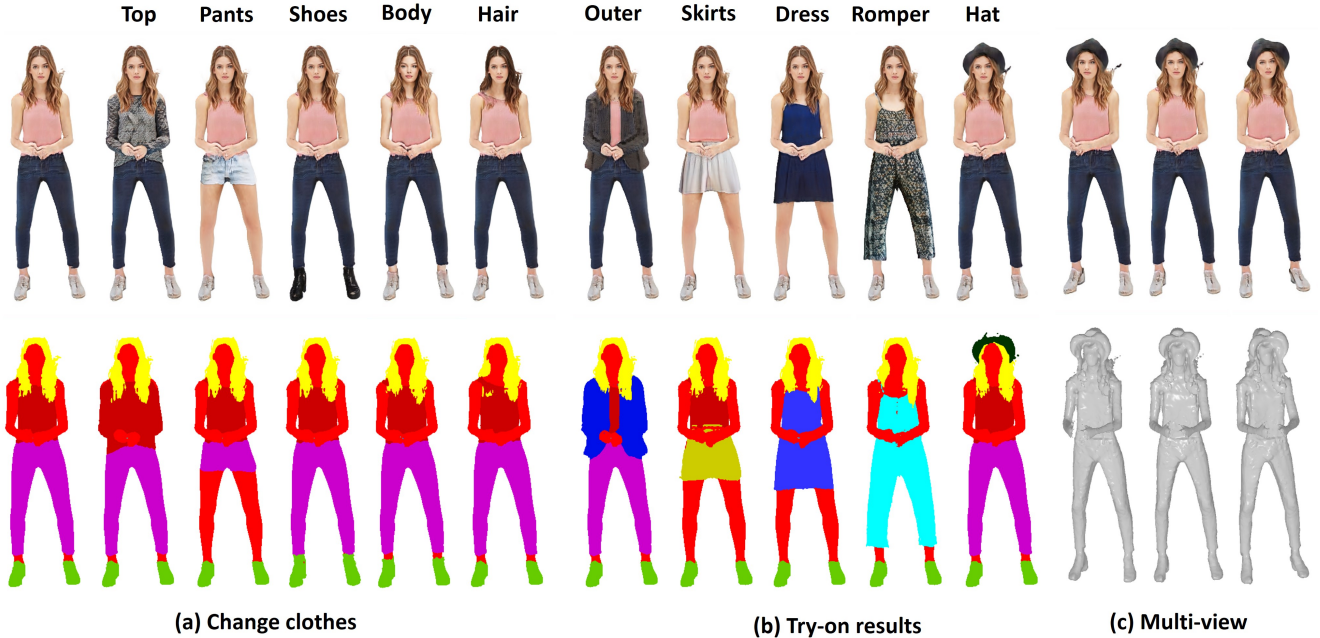 Top Pants Shoes Body Hair Outer Skirts Dress Romper Hat
(a) Change clothes (b) Try-on results (c) Multi-view